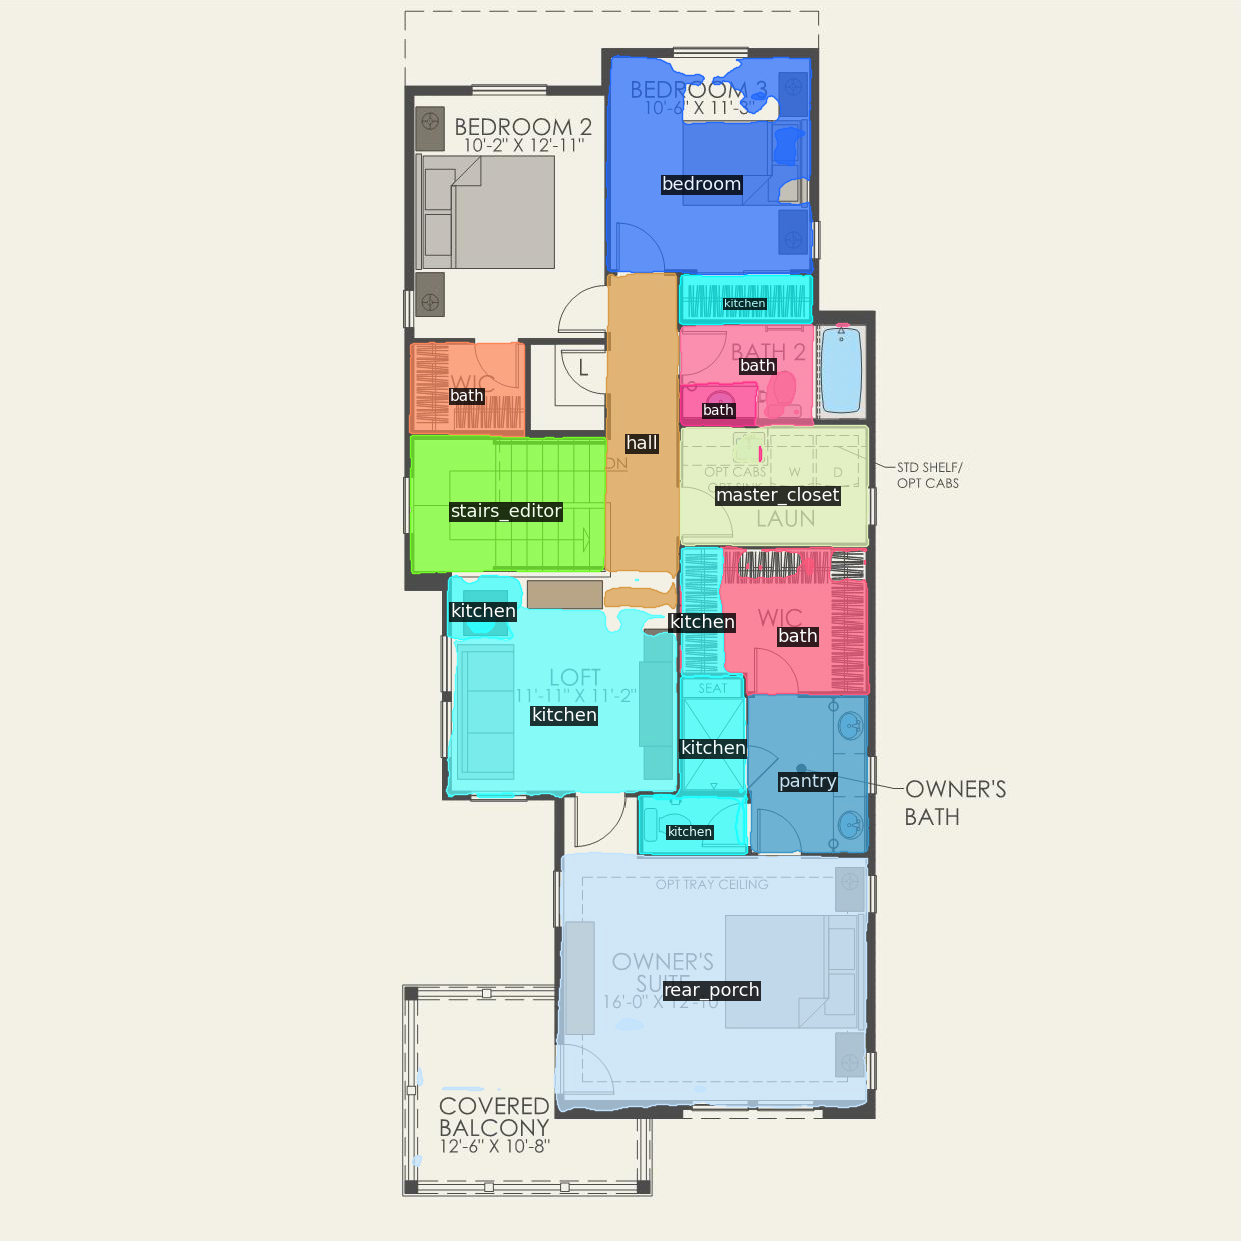 BEDROOM 3
10'-6" X 11'-3"
BEDROOM 2
10'-2" X 12'-11"
bedroom
kitchen
BATH 2
bath
L
WIC
bath
bath
hall
DN
STD SHELF/
OPT CABS
OPT CABS
W
D
master_closet
LAUN
stairs_editor
kitchen
WIC
kitchen
bath
LOFT
11'-11" X 11'-2"
kitchen
SEAT
kitchen
pantry
OWNER'S
BATH
kitchen
OPT TRAY CEILING
OWNER'S
SUITE
16'-0" X 12'-10"
rear_porch
COVERED
BALCONY
12'-6" X 10'-8"